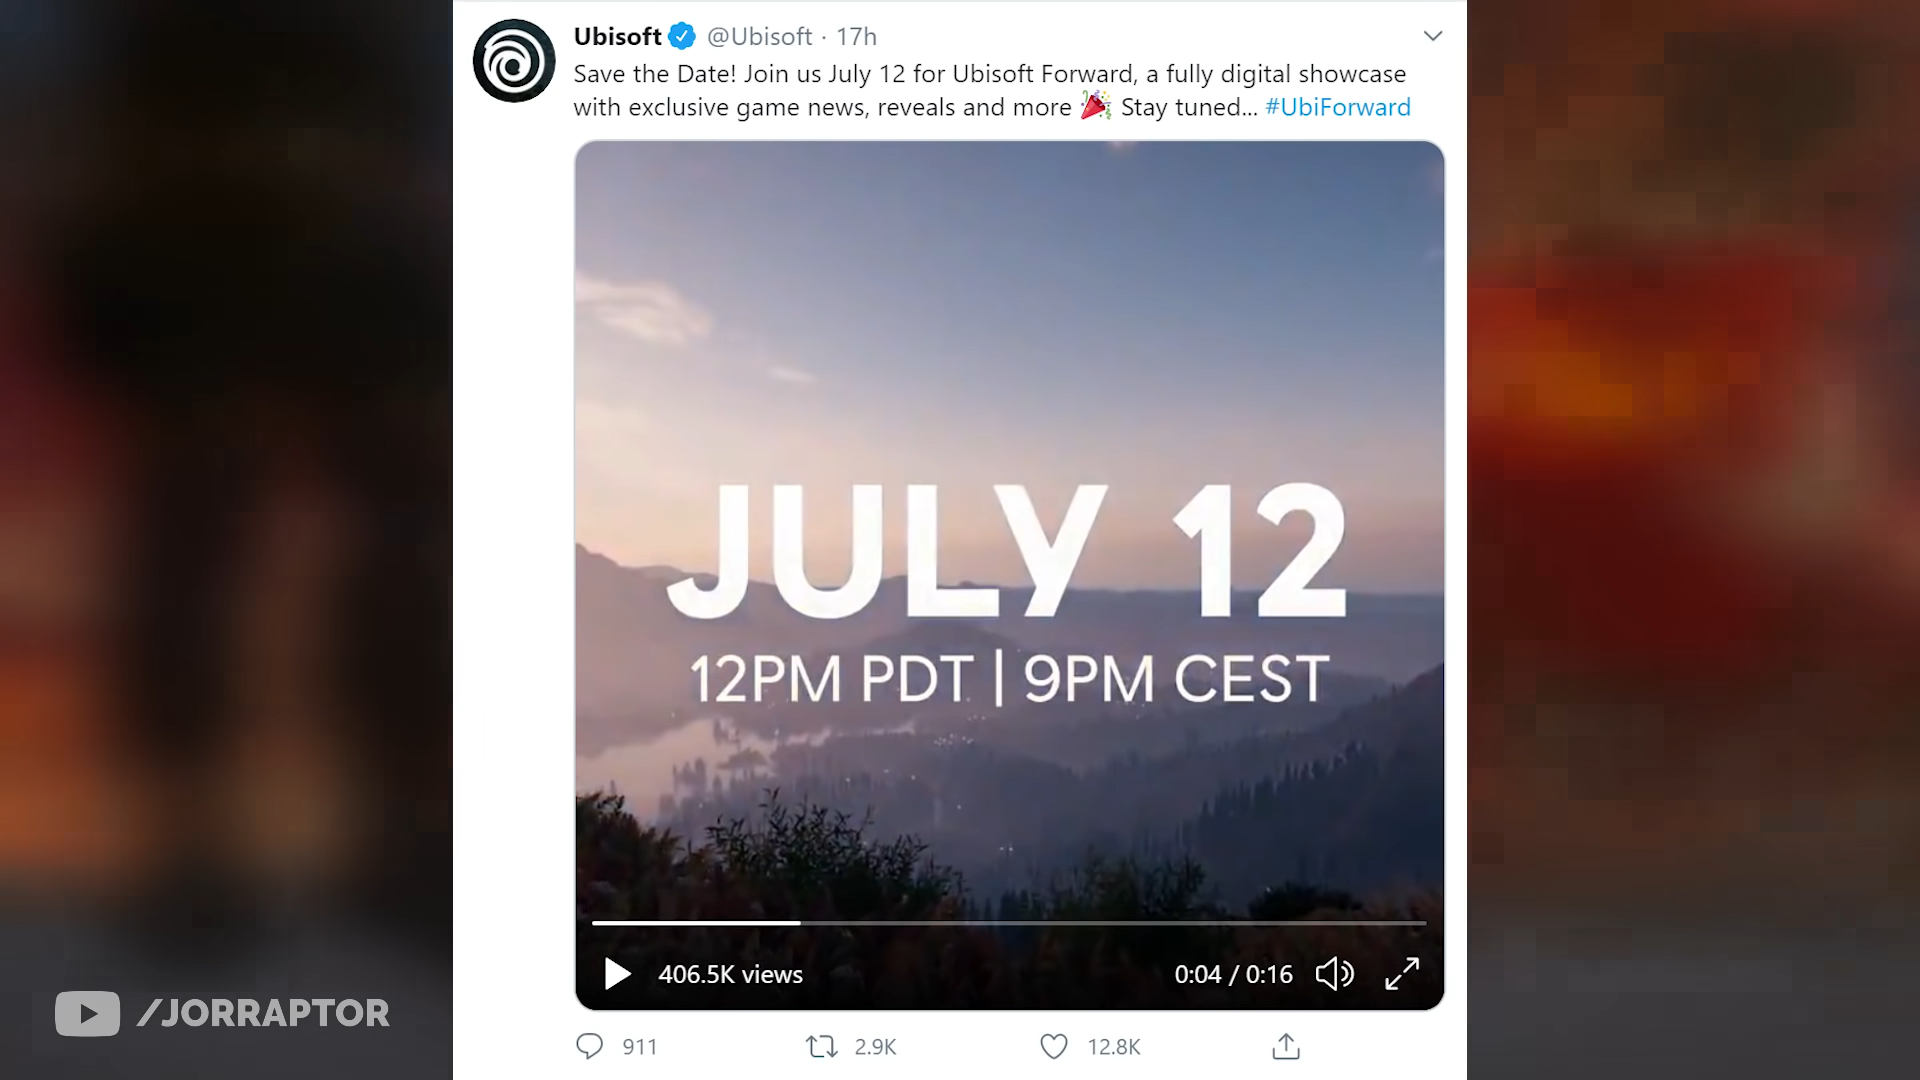 Ubisoft @Ubisoft · 17h
Save the Date! Join us July 12 for Ubisoft Forward, a fully digital showcase
with exclusive game news, reveals and more 🎉 Stay tuned... #UbiForward
JULY 12
12PM PDT | 9PM CEST
406.5K views 0:04 / 0:16
/JORRAPTOR
911 2.9K 12.8K